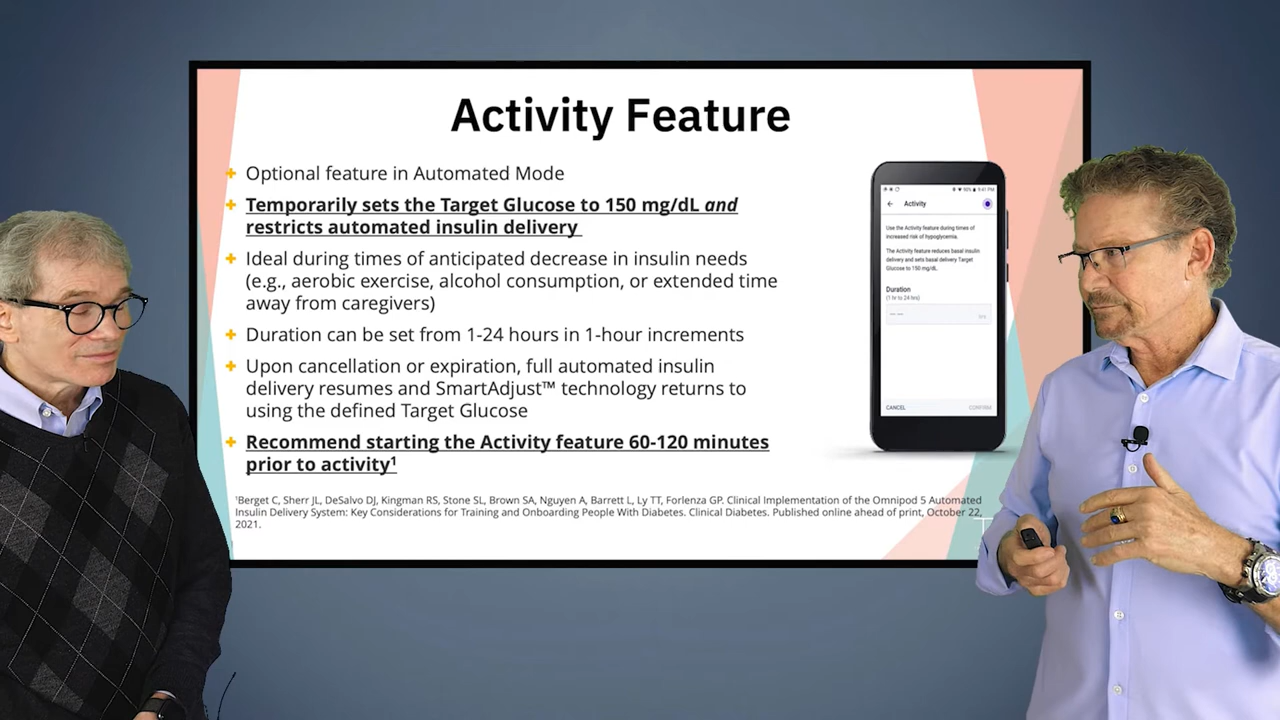 Activity Feature
Optional feature in Automated Mode
Temporarily sets the Target Glucose to 150 mg/dL and
restricts automated insulin delivery
Ideal during times of anticipated decrease in insulin needs
(e.g., aerobic exercise, alcohol consumption, or extended time
away from caregivers)
Duration can be set from 1-24 hours in 1-hour increments
Upon cancellation or expiration, full automated insulin
delivery resumes and SmartAdjust™ technology returns to
using the defined Target Glucose
Recommend starting the Activity feature 60-120 minutes
prior to activity¹
¹Berget C, Sherr JL, DeSalvo DJ, Kingman RS, Stone SL, Brown SA, Nguyen A, Barrett L, Ly TT, Forlenza GP. Clinical Implementation of the Omnipod 5 Automated
Insulin Delivery System: Key Considerations for Training and Onboarding People With Diabetes. Clinical Diabetes. Published online ahead of print, October 22,
2021.
Activity
Use the Activity feature during times of
increased risk of hypoglycemia.
The Activity feature reduces basal insulin
delivery and sets basal delivery Target
Glucose to 150 mg/dL.
Duration
(1 hr to 24 hrs)
CANCEL
CONFIRM